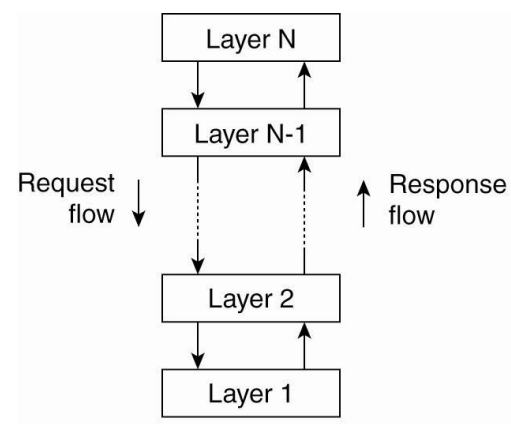 Layer N
Layer N-1
Request
flow
Response
flow
Layer 2
Layer 1